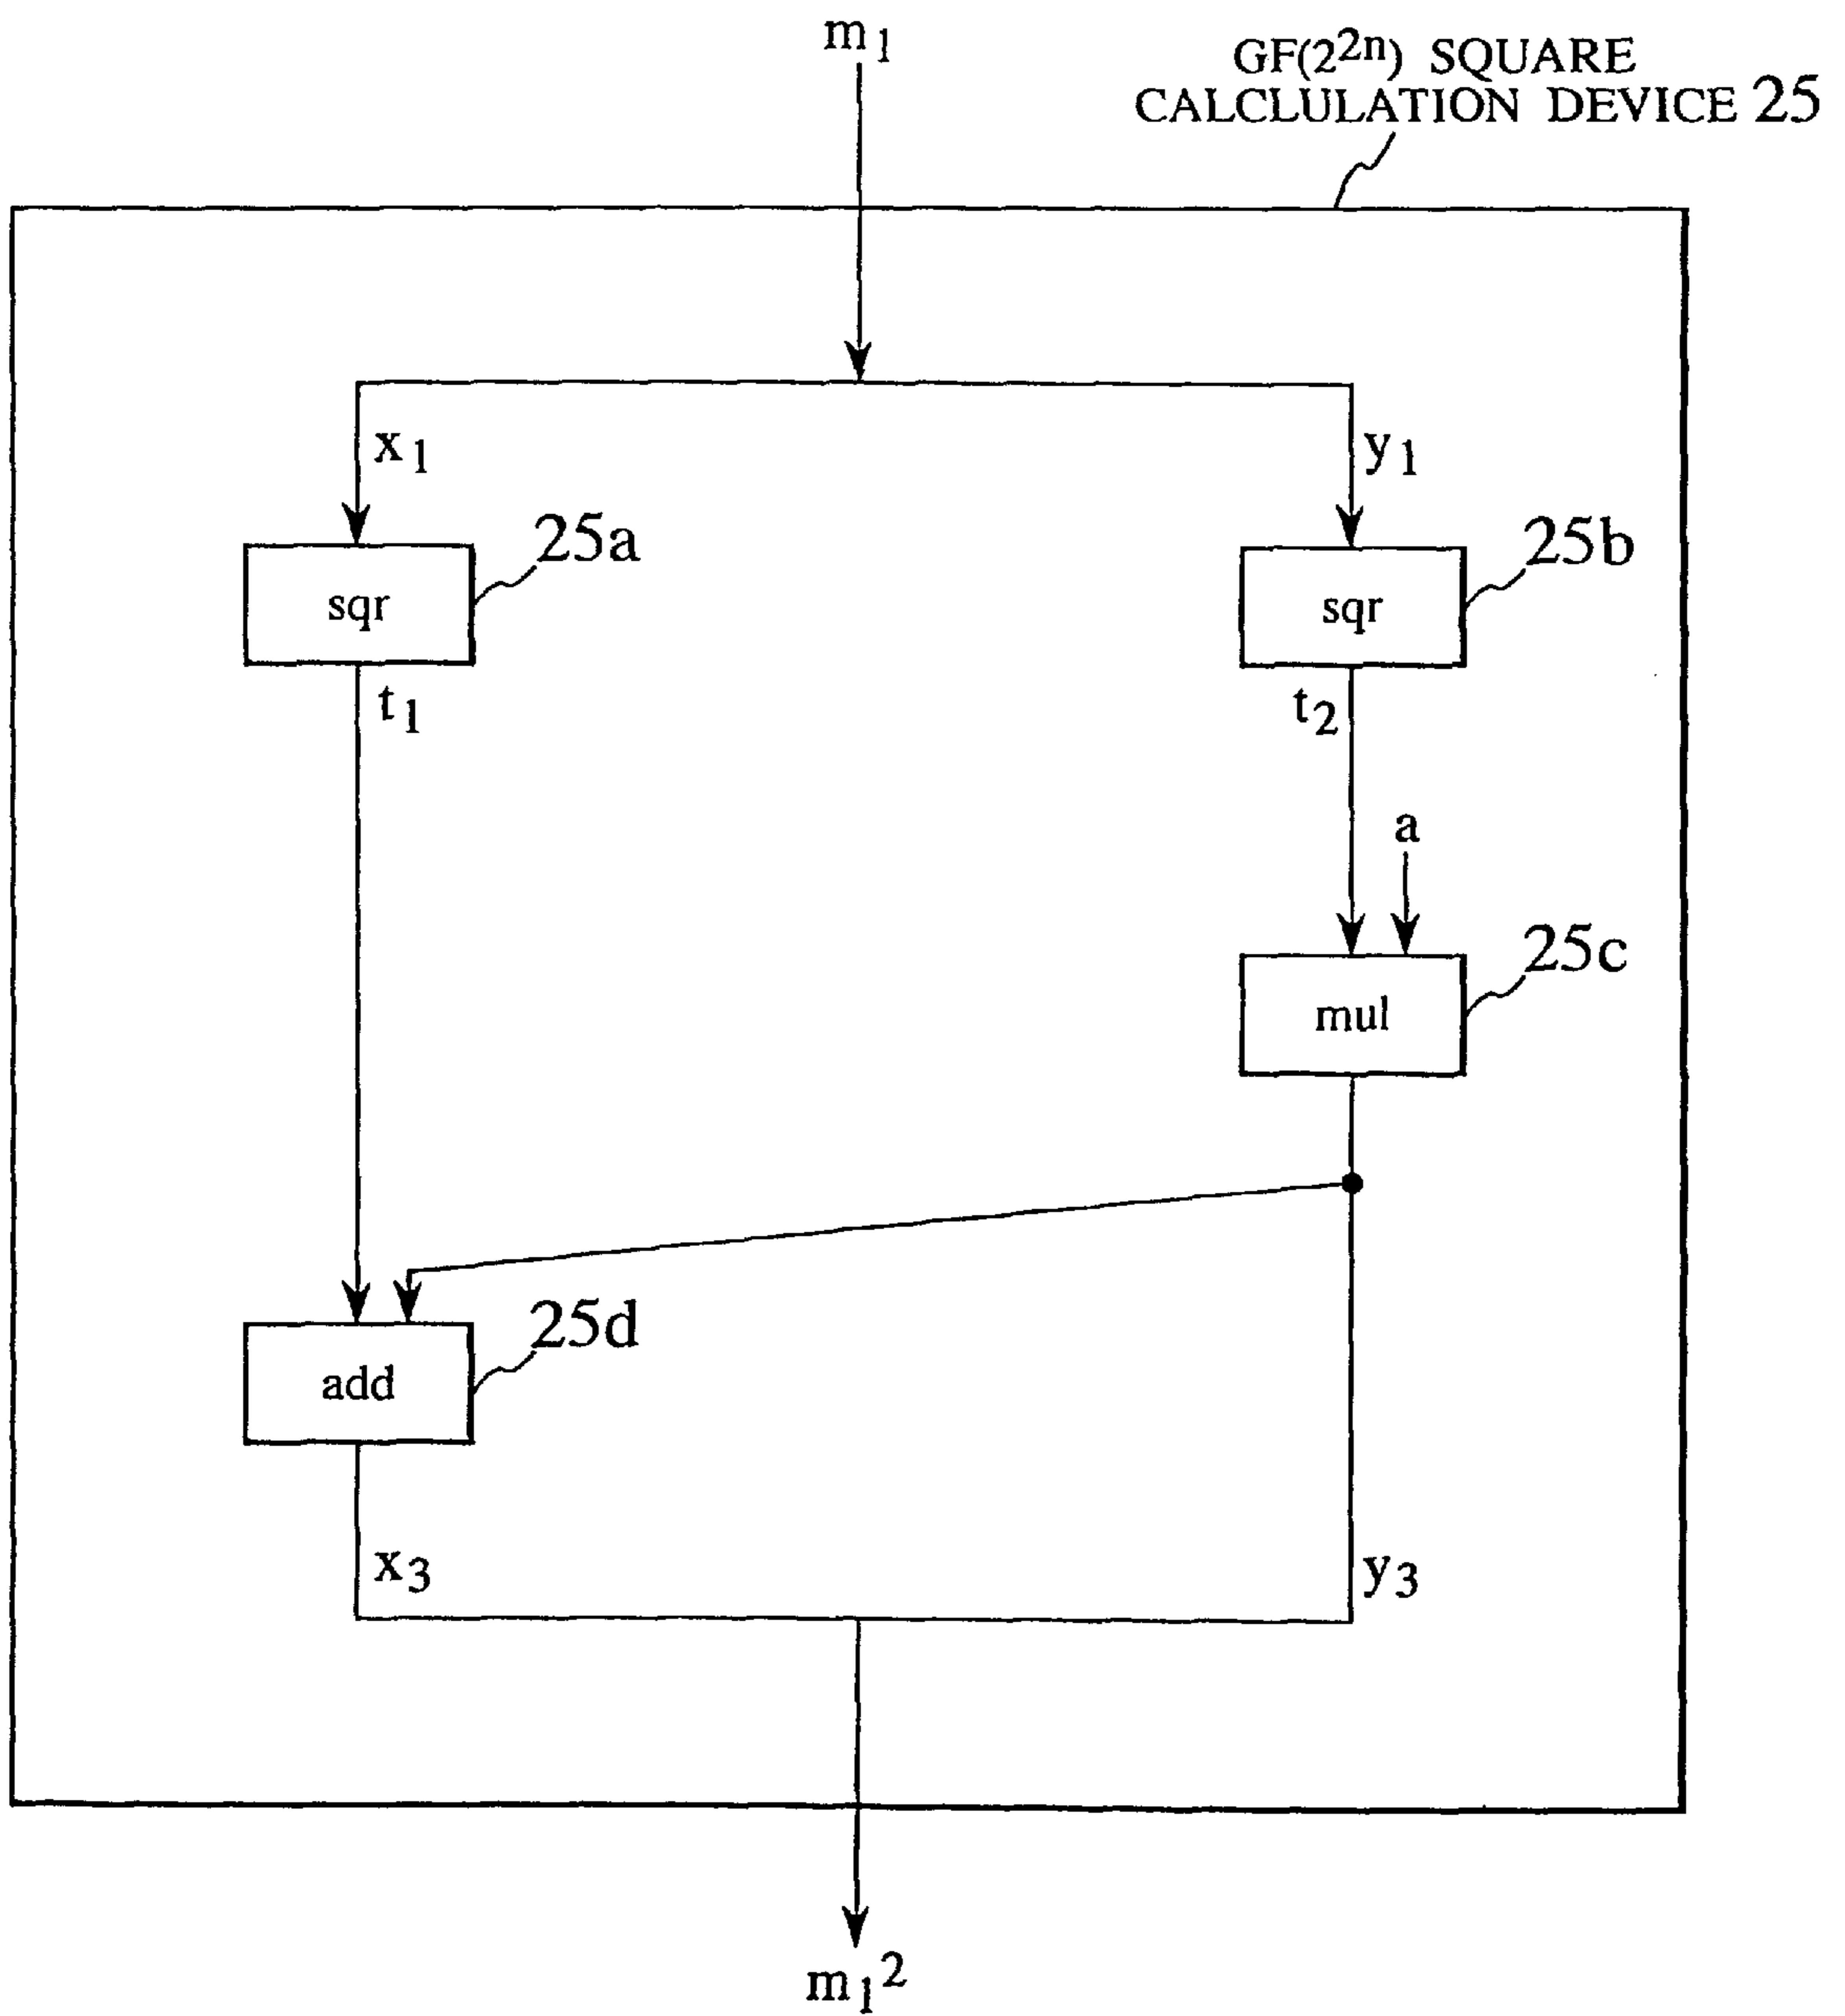 m1
GF(2^2n) SQUARE
CALCLULATION DEVICE 25
x1
y1
25a
25b
sqr
sqr
t1
t2
a
25c
mul
25d
add
x3
y3
m1^2